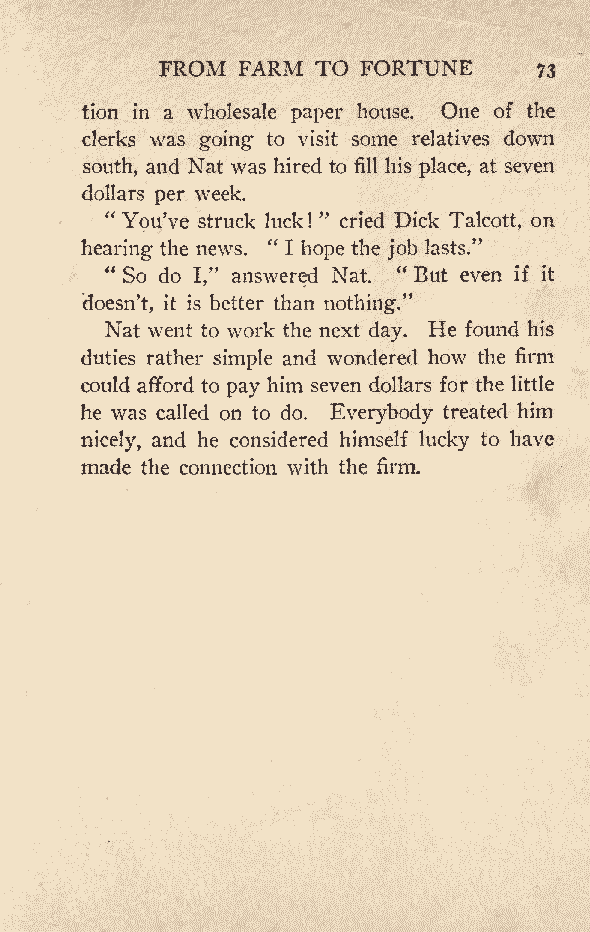 FROM FARM TO FORTUNE 73
tion in a wholesale paper house. One of the
clerks was going to visit some relatives down
south, and Nat was hired to fill his place, at seven
dollars per week.
" You've struck luck! " cried Dick Talcott, on
hearing the news. " I hope the job lasts."
" So do I," answered Nat. " But even if it
doesn't, it is better than nothing."
Nat went to work the next day. He found his
duties rather simple and wondered how the firm
could afford to pay him seven dollars for the little
he was called on to do. Everybody treated him
nicely, and he considered himself lucky to have
made the connection with the firm.